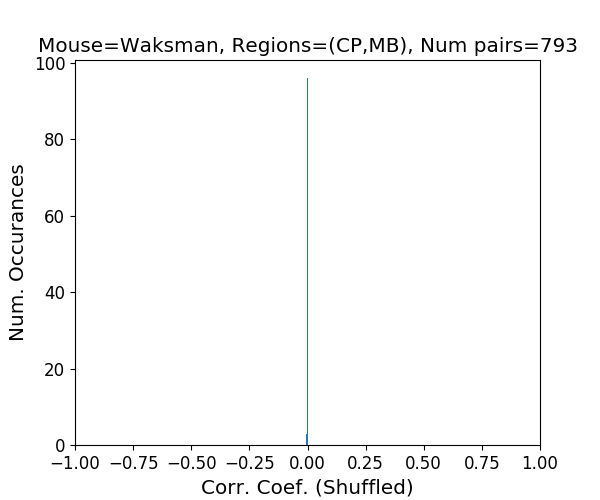 Mouse=Waksman, Regions=(CP,MB), Num pairs=793
Num. Occurances
100
80
60
40
20
0
−1.00 −0.75 −0.50 −0.25 0.00 0.25 0.50 0.75 1.00
Corr. Coef. (Shuffled)